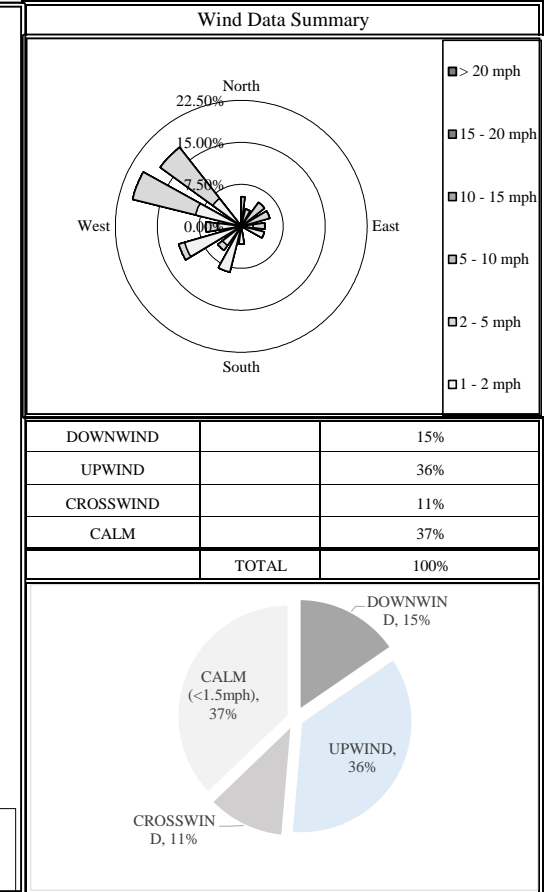 Wind Data Summary
North
22.50%
15.00%
7.50%
0.00%
West
East
South
> 20 mph
15 - 20 mph
10 - 15 mph
5 - 10 mph
2 - 5 mph
1 - 2 mph
DOWNWIND 15%
UPWIND 36%
CROSSWIND 11%
CALM 37%
TOTAL 100%
DOWNWIN
D, 15%
CALM
(<1.5mph),
37%
UPWIND,
36%
CROSSWIN
D, 11%